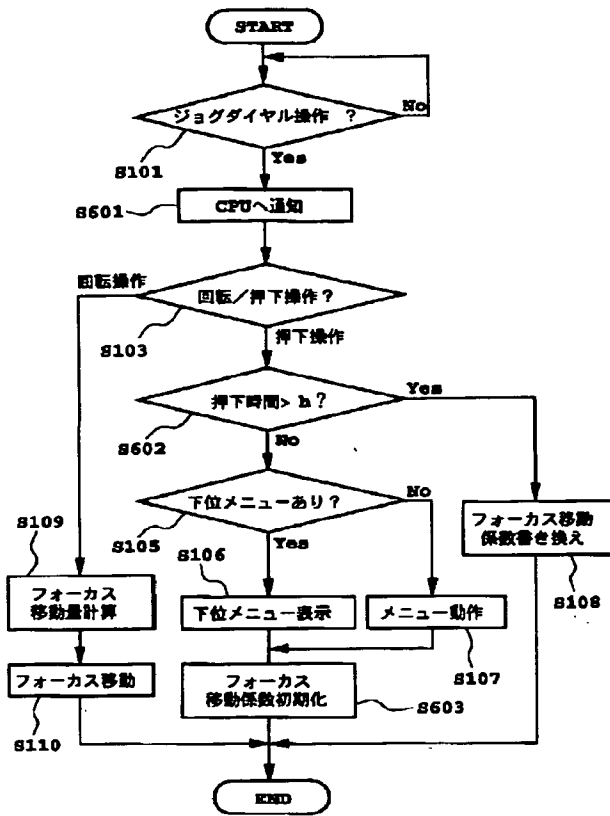 START
ジョグダイヤル操作 ?
No
Yes
S101
CPUへ通知
S601
回転操作
回転／押下操作?
押下操作
S103
押下時間> h?
Yes
No
S602
下位メニューあり?
No
Yes
S105
フォーカス移動
係数書き換え
S108
S109
フォーカス
移動量計算
S106
下位メニュー表示
メニュー動作
S107
フォーカス移動
S110
フォーカス
移動係数初期化
S603
END